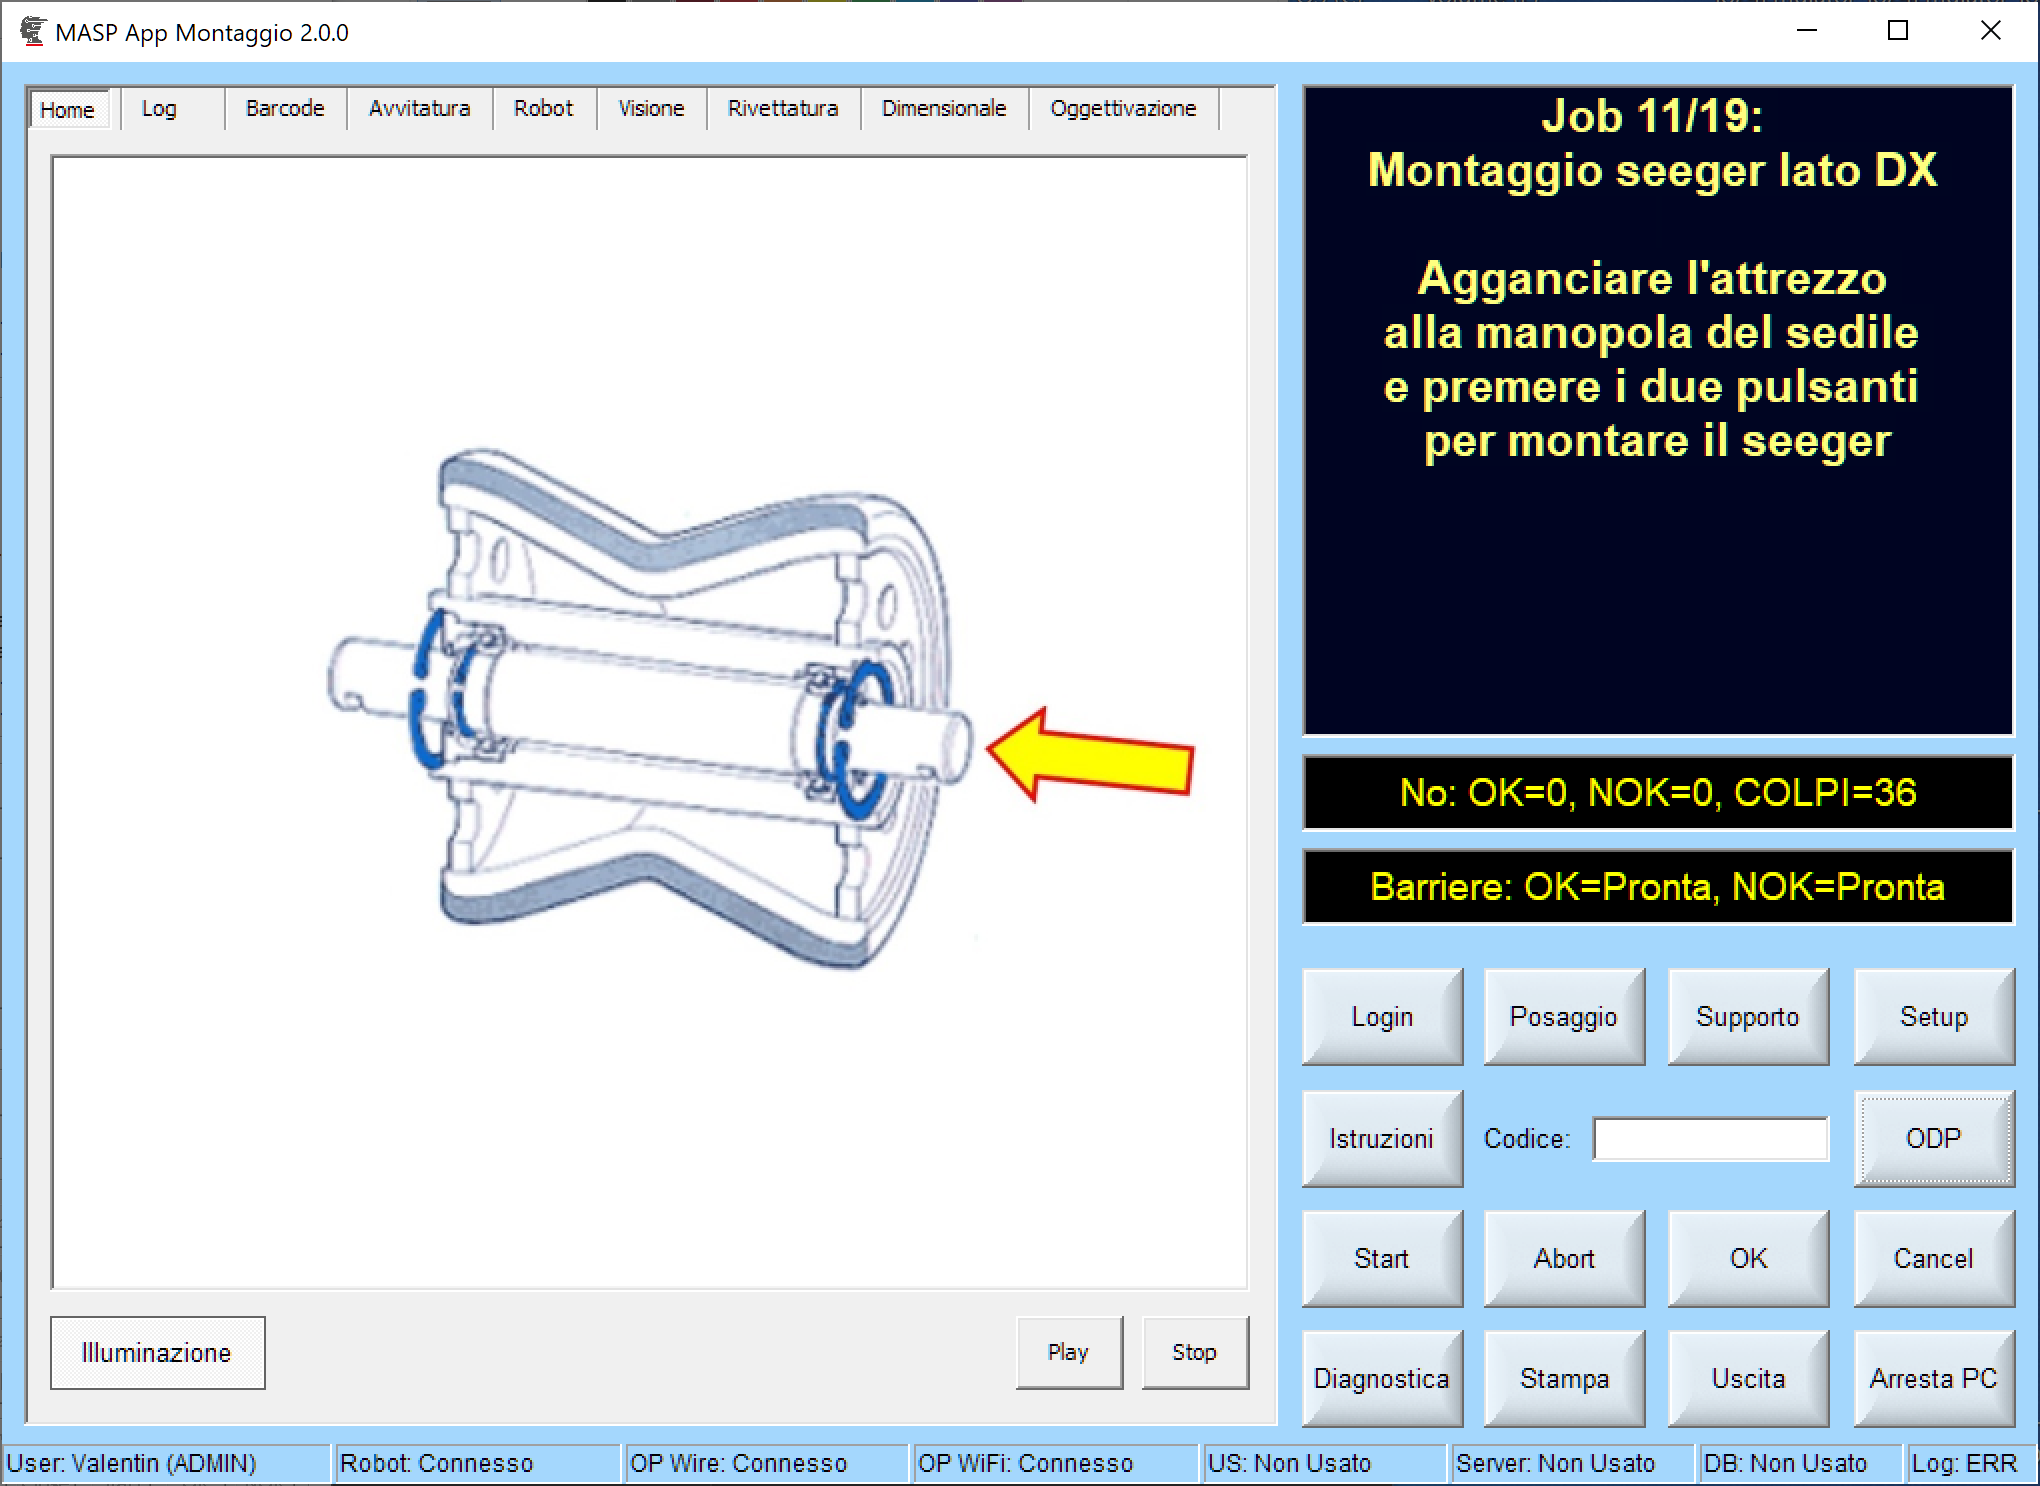 MASP App Montaggio 2.0.0
Home Log Barcode Avvitatura Robot Visione Rivettatura Dimensionale Oggettivazione
Job 11/19:
Montaggio seeger lato DX
Agganciare l'attrezzo
alla manopola del sedile
e premere i due pulsanti
per montare il seeger
No: OK=0, NOK=0, COLPI=36
Barriere: OK=Pronta, NOK=Pronta
Login Posaggio Supporto Setup
Istruzioni Codice: ODP
Start Abort OK Cancel
Diagnostica Stampa Uscita Arresta PC
Illuminazione Play Stop
User: Valentin (ADMIN) Robot: Connesso OP Wire: Connesso OP WiFi: Connesso US: Non Usato Server: Non Usato DB: Non Usato Log: ERR